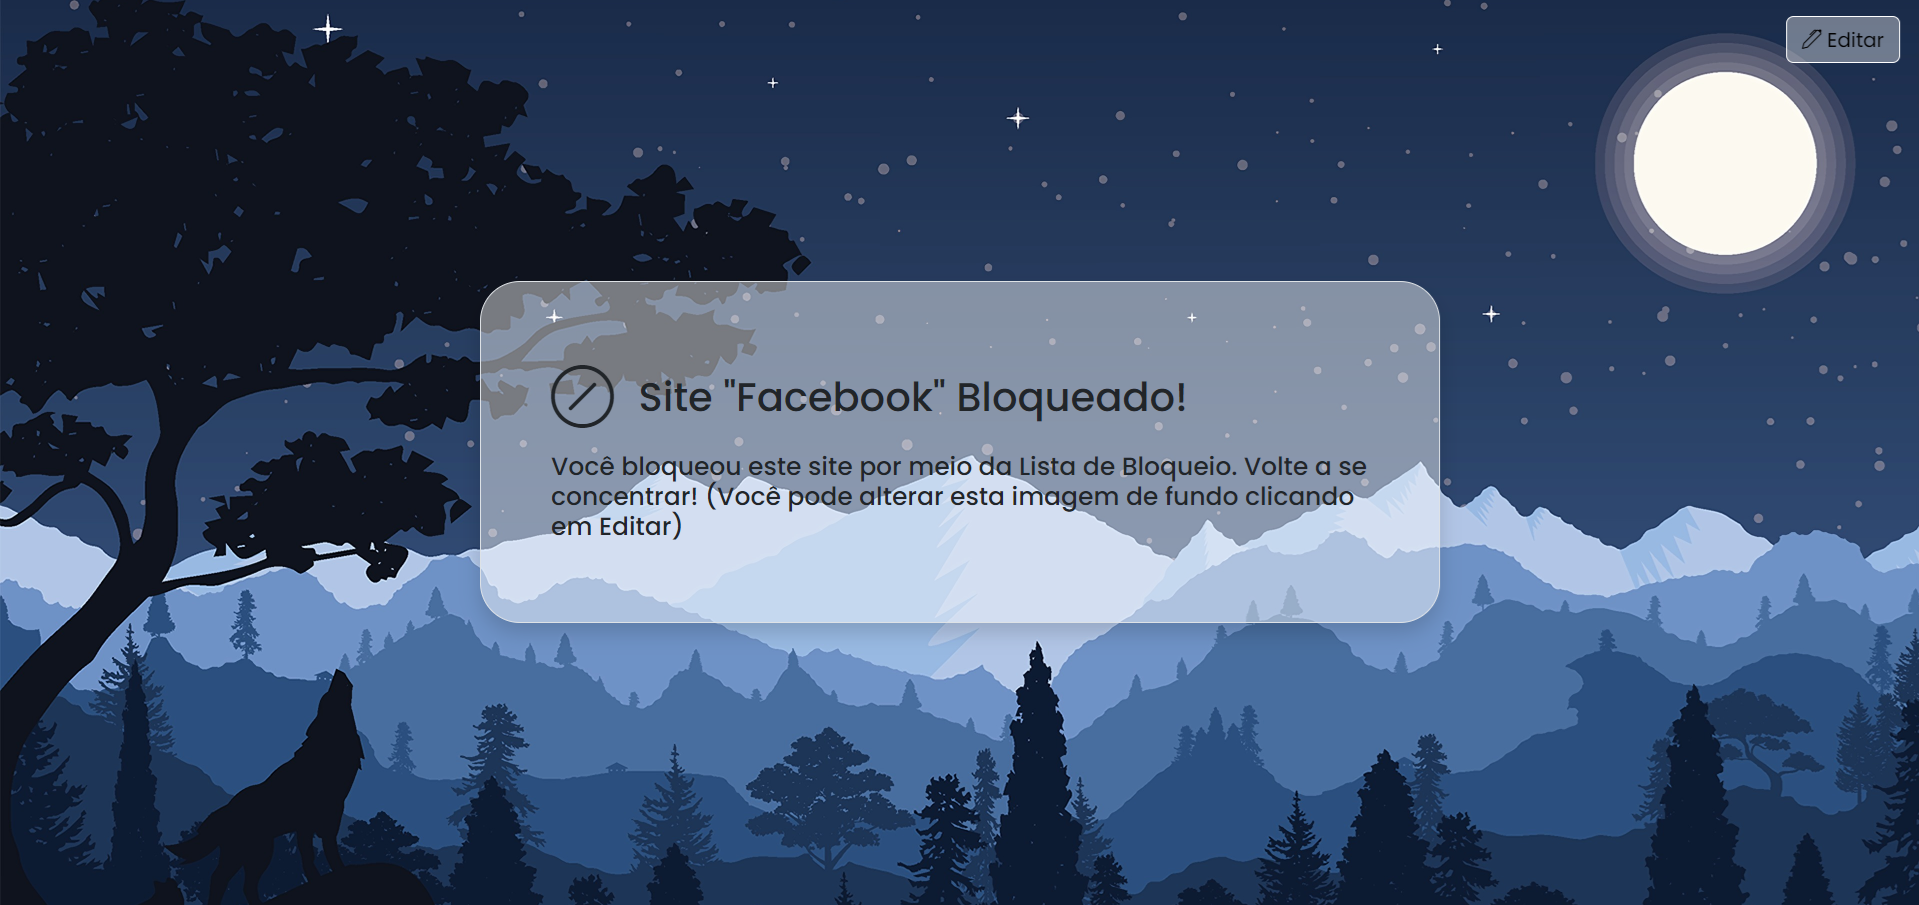 Editar
Site "Facebook" Bloqueado!
Você bloqueou este site por meio da Lista de Bloqueio. Volte a se
concentrar! (Você pode alterar esta imagem de fundo clicando
em Editar)